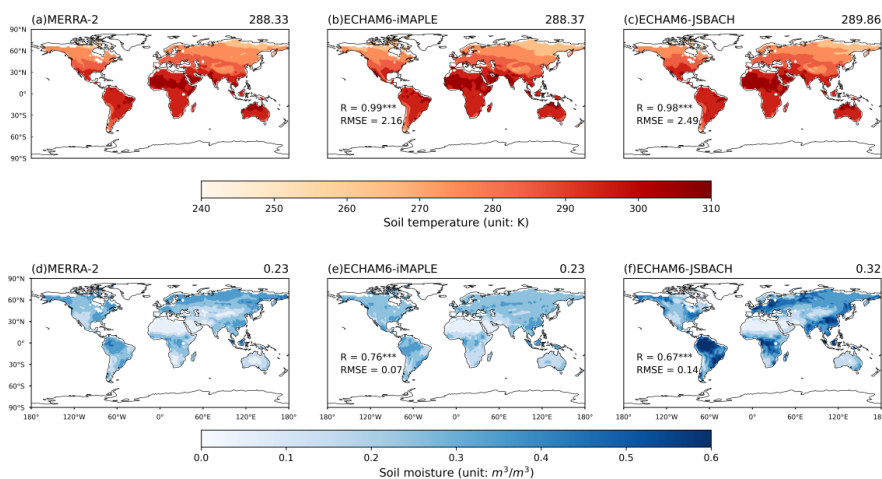 (a)MERRA-2 288.33 (b)ECHAM6-iMAPLE 288.37 (c)ECHAM6-JSBACH 289.86
90°N
60°N
30°N
0°
R = 0.99*** R = 0.98***
30°S
RMSE = 2.16 RMSE = 2.49
60°S
90°S
240 250 260 270 280 290 300 310
Soil temperature (unit: K)
(d)MERRA-2 0.23 (e)ECHAM6-iMAPLE 0.23 (f)ECHAM6-JSBACH 0.32
90°N
60°N
30°N
0°
R = 0.76*** R = 0.67***
30°S
RMSE = 0.07 RMSE = 0.14
60°S
90°S
180° 120°W 60°W 0° 60°E 120°E 180° 180° 120°W 60°W 0° 60°E 120°E 180° 180° 120°W 60°W 0° 60°E 120°E 18
0.0 0.1 0.2 0.3 0.4 0.5 0.6
Soil moisture (unit: m³/m³)